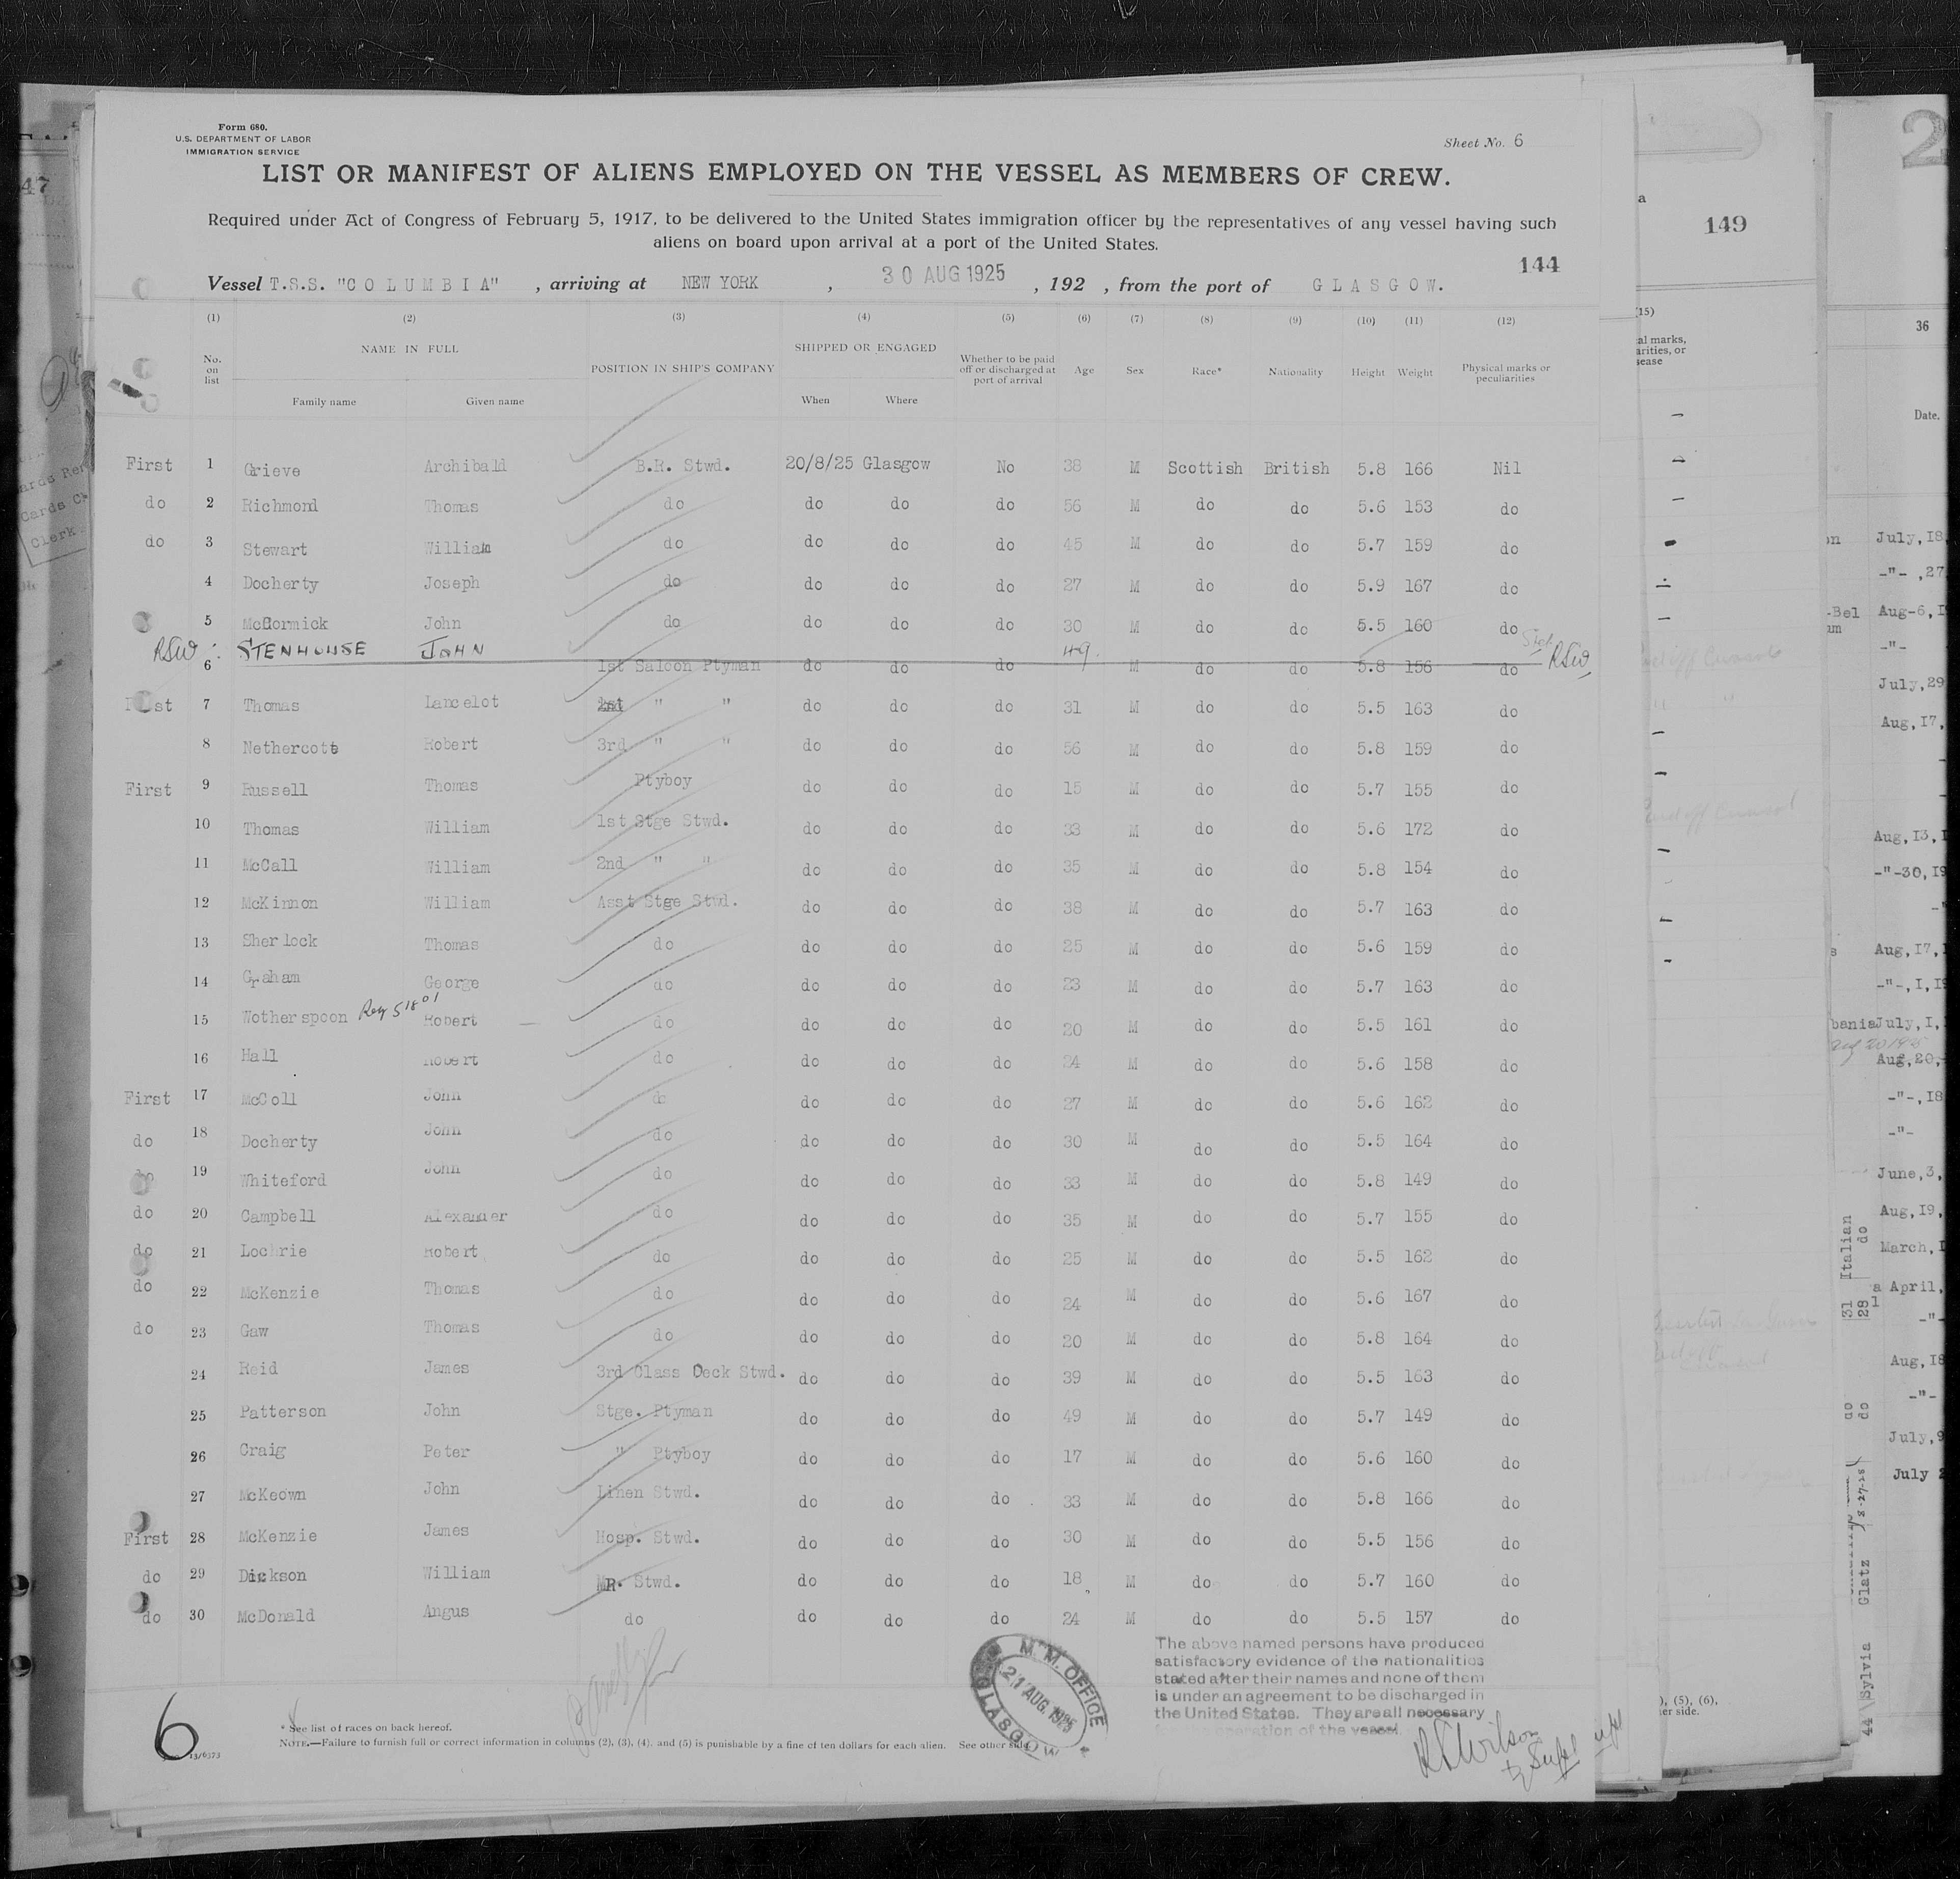 Form 680.
U.S. DEPARTMENT OF LABOR
IMMIGRATION SERVICE
Sheet No. 6
LIST OR MANIFEST OF ALIENS EMPLOYED ON THE VESSEL AS MEMBERS OF CREW.
Required under Act of Congress of February 5, 1917, to be delivered to the United States immigration officer by the representatives of any vessel having such
aliens on board upon arrival at a port of the United States.
144
Vessel T.S.S. "COLUMBIA" , arriving at NEW YORK , 30 AUG 1925 , 192 , from the port of GLASGOW.
(1) (2) (3) (4) (5) (6) (7) (8) (9) (10) (11) (12)
No. on list NAME IN FULL POSITION IN SHIP'S COMPANY SHIPPED OR ENGAGED Whether to be paid off or discharged at port of arrival Age Sex Race* Nationality Height Weight Physical marks or peculiarities
Family name Given name When Where
First 1 Grieve Archibald B.R. Stwd. 20/8/25 Glasgow No 38 M Scottish British 5.8 166 Nil
do 2 Richmond Thomas do do do do 56 M do do 5.6 153 do
do 3 Stewart William do do do do 45 M do do 5.7 159 do
4 Docherty Joseph do do do do 27 M do do 5.9 167 do
5 McCormick John do do do do 30 M do do 5.5 160 do
RSW : 6 STENHOUSE JOHN 1st Saloon Ptyman do do do 49. M do do 5.8 156 do RSW
First 7 Thomas Lancelot " " do do do 31 M do do 5.5 163 do
8 Nethercott Robert 3rd " " do do do 56 M do do 5.8 159 do
First 9 Russell Thomas Ptyboy do do do 15 M do do 5.7 155 do
10 Thomas William 1st Stge Stwd. do do do 33 M do do 5.6 172 do
11 McCall William 2nd " " do do do 35 M do do 5.8 154 do
12 McKinnon William Asst Stge Stwd. do do do 38 M do do 5.7 163 do
13 Sherlock Thomas do do do do 25 M do do 5.6 159 do
14 Graham George do do do do 23 M do do 5.7 163 do
15 Wotherspoon Robert do do do do 20 M do do 5.5 161 do
16 Hall Robert do do do do 24 M do do 5.6 158 do
First 17 McColl John do do do do 27 M do do 5.6 162 do
do 18 Docherty John do do do do 30 M do do 5.5 164 do
do 19 Whiteford John do do do do 33 M do do 5.8 149 do
do 20 Campbell Alexander do do do do 35 M do do 5.7 155 do
do 21 Lochrie Robert do do do do 25 M do do 5.5 162 do
do 22 McKenzie Thomas do do do do 24 M do do 5.6 167 do
do 23 Gaw Thomas do do do do 20 M do do 5.8 164 do
24 Reid James 3rd Class Deck Stwd. do do do 39 M do do 5.5 163 do
25 Patterson John Stge. Ptyman do do do 49 M do do 5.7 149 do
26 Craig Peter " Ptyboy do do do 17 M do do 5.6 160 do
27 McKeown John Linen Stwd. do do do 33 M do do 5.8 166 do
First 28 McKenzie James Hosp. Stwd. do do do 30 M do do 5.5 156 do
do 29 Dickson William Stwd. do do do 18 M do do 5.7 160 do
do 30 McDonald Angus do do do do 24 M do do 5.5 157 do
M. M. OFFICE
21 AUG. 1925
GLASGOW
The above named persons have produced
satisfactory evidence of the nationalities
stated after their names and none of them
is under an agreement to be discharged in
the United States. They are all necessary
for the operation of the vessel.
RSWilson
6
13/6573
* See list of races on back hereof.
NOTE.—Failure to furnish full or correct information in columns (2), (3), (4), and (5) is punishable by a fine of ten dollars for each alien. See other side.
149
36
Date.